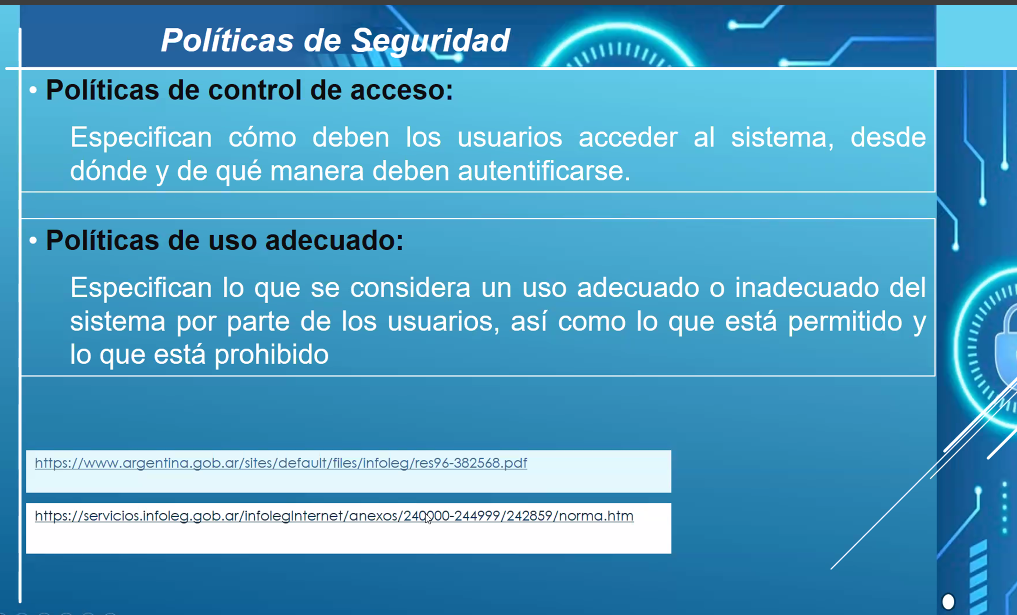 Políticas de Seguridad
• Políticas de control de acceso:
Especifican cómo deben los usuarios acceder al sistema, desde
dónde y de qué manera deben autentificarse.
• Políticas de uso adecuado:
Especifican lo que se considera un uso adecuado o inadecuado del
sistema por parte de los usuarios, así como lo que está permitido y
lo que está prohibido
https://www.argentina.gob.ar/sites/default/files/infoleg/res96-382568.pdf
https://servicios.infoleg.gob.ar/infolegInternet/anexos/240000-244999/242859/norma.htm